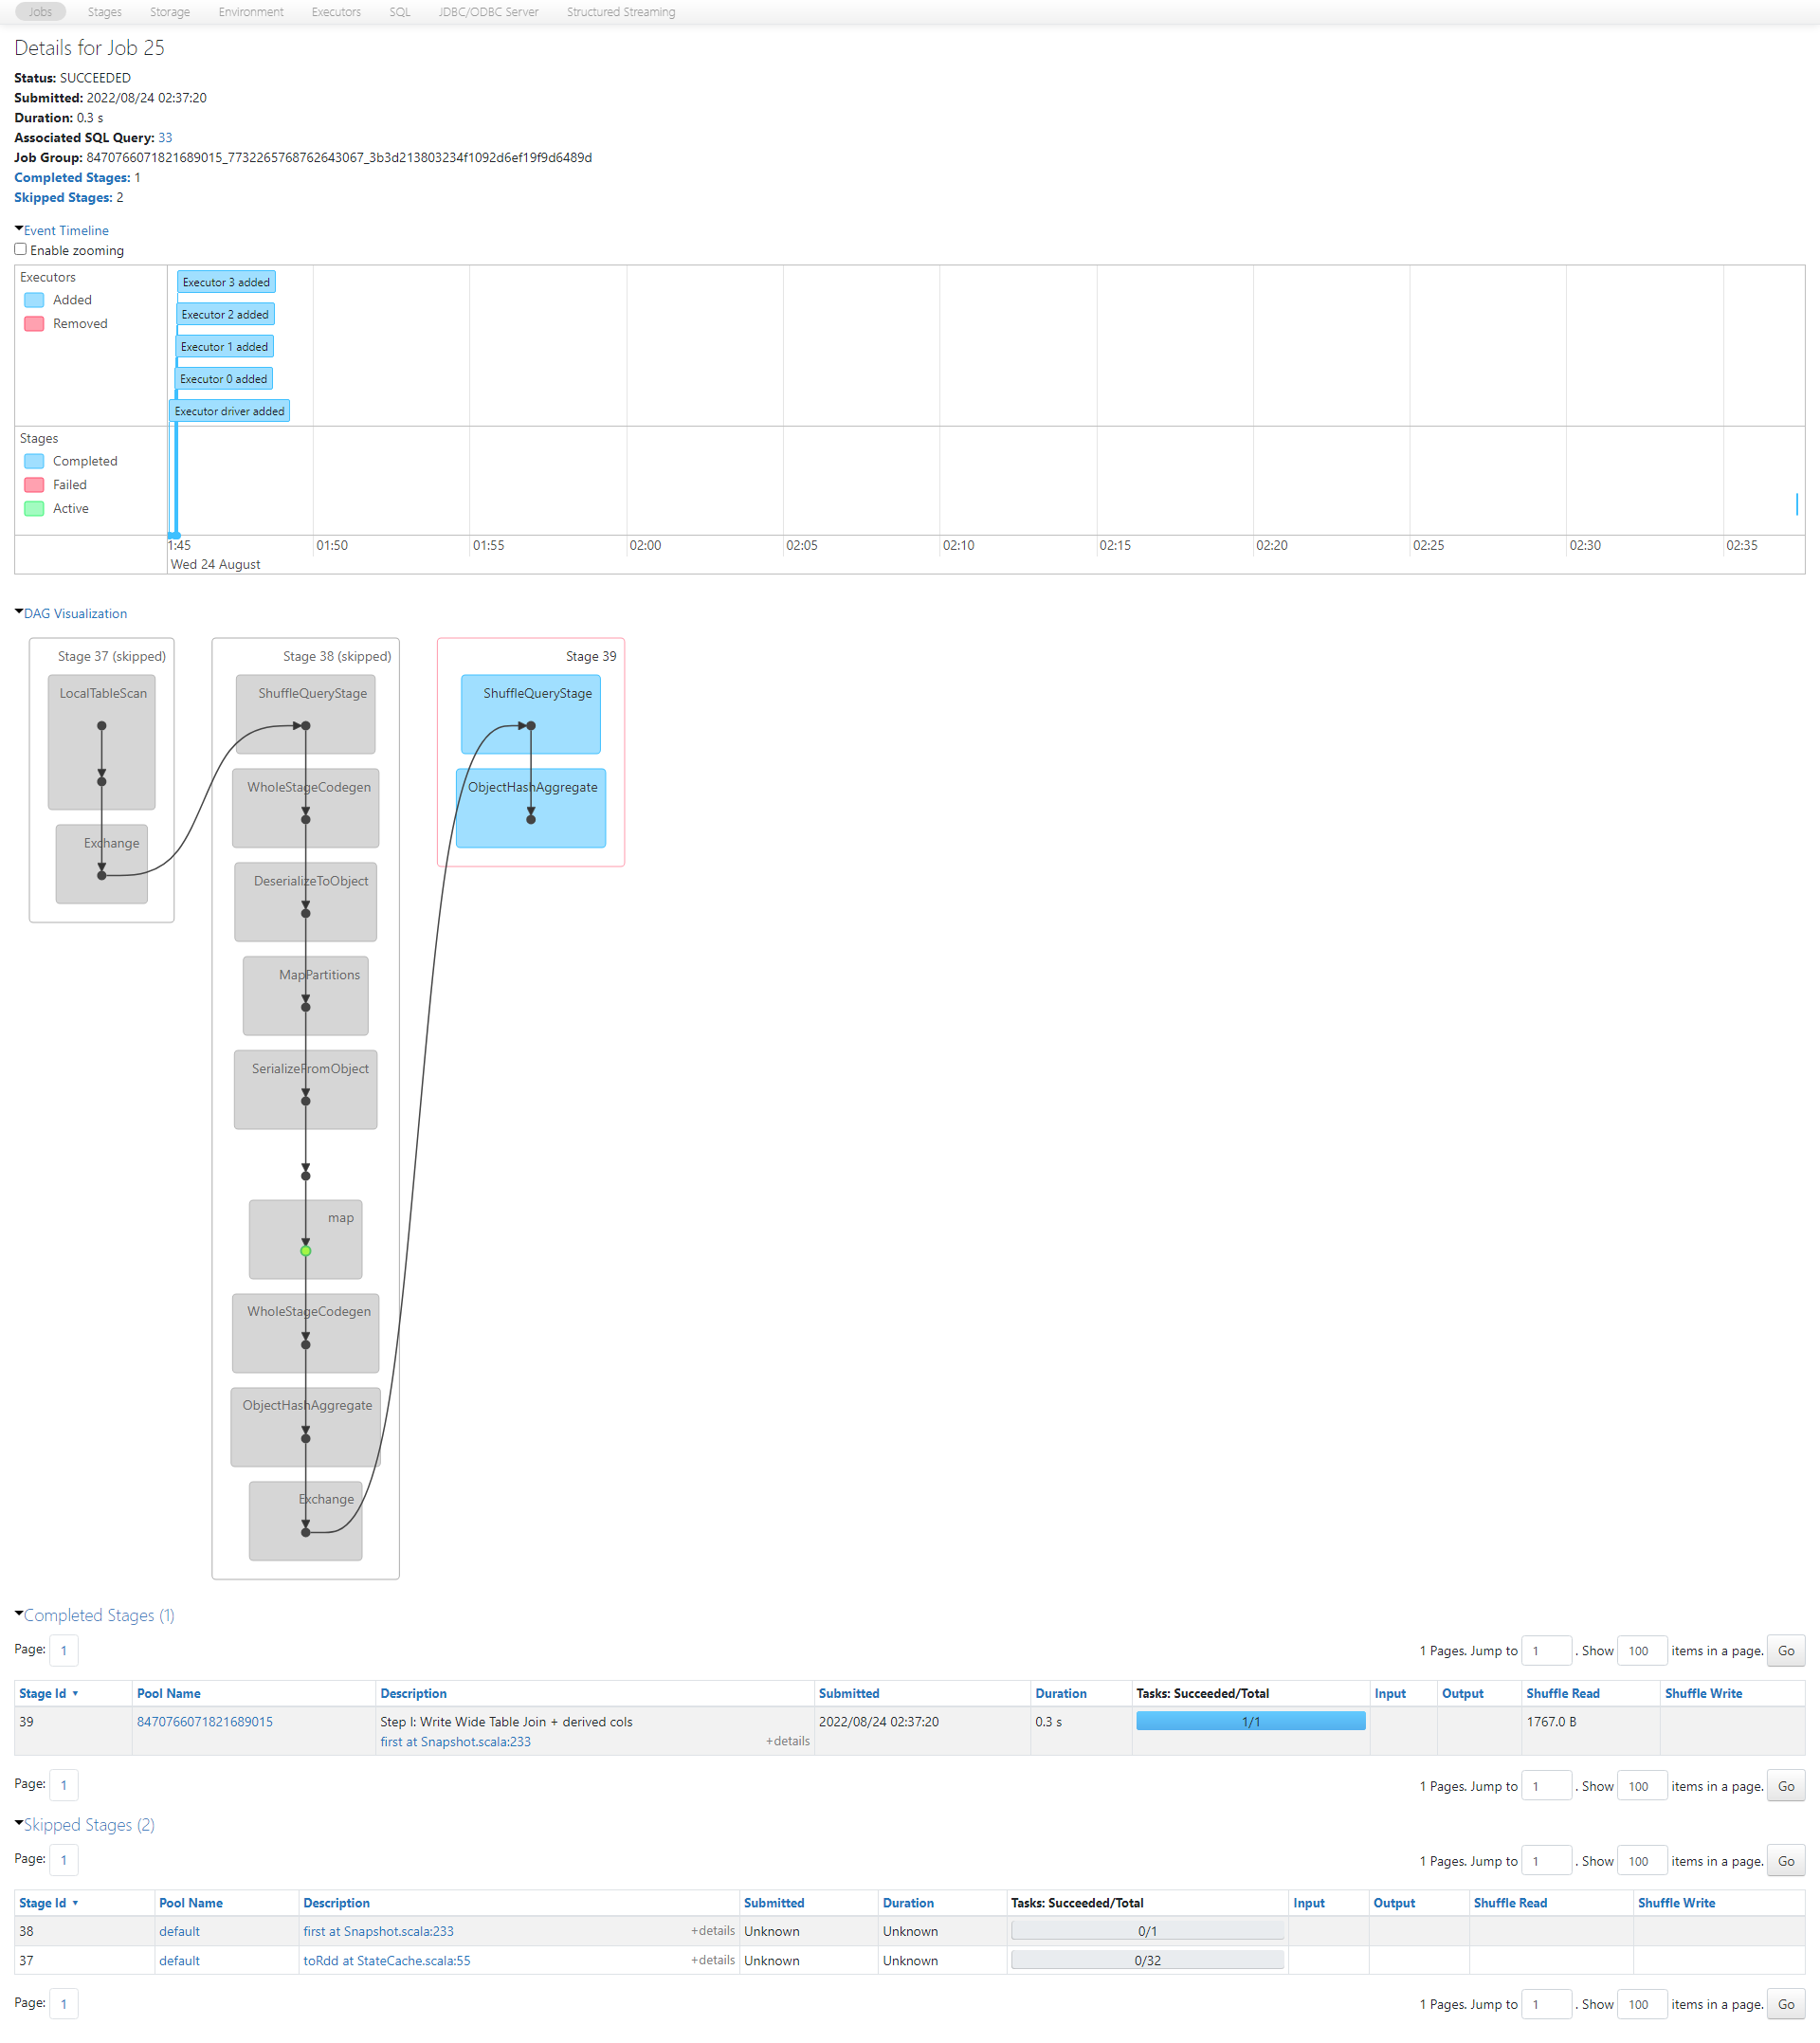 Jobs Stages Storage Environment Executors SQL JDBC/ODBC Server Structured Streaming
Details for Job 25
Status: SUCCEEDED
Submitted: 2022/08/24 02:37:20
Duration: 0.3 s
Associated SQL Query: 33
Job Group: 8470766071821689015_7732265768762643067_3b3d213803234f1092d6ef19f9d6489d
Completed Stages: 1
Skipped Stages: 2
Event Timeline
Enable zooming
Executors
Added
Removed
Executor 3 added
Executor 2 added
Executor 1 added
Executor 0 added
Executor driver added
Stages
Completed
Failed
Active
1:45 01:50 01:55 02:00 02:05 02:10 02:15 02:20 02:25 02:30 02:35
Wed 24 August
DAG Visualization
Stage 37 (skipped)
LocalTableScan
Exchange
Stage 38 (skipped)
ShuffleQueryStage
WholeStageCodegen
DeserializeToObject
MapPartitions
SerializeFromObject
map
WholeStageCodegen
ObjectHashAggregate
Exchange
Stage 39
ShuffleQueryStage
ObjectHashAggregate
Completed Stages (1)
Page: 1 1 Pages. Jump to 1 . Show 100 items in a page. Go
Stage Id Pool Name Description Submitted Duration Tasks: Succeeded/Total Input Output Shuffle Read Shuffle Write
39 8470766071821689015 Step I: Write Wide Table Join + derived cols 2022/08/24 02:37:20 0.3 s 1/1 1767.0 B
first at Snapshot.scala:233 +details
Page: 1 1 Pages. Jump to 1 . Show 100 items in a page. Go
Skipped Stages (2)
Page: 1 1 Pages. Jump to 1 . Show 100 items in a page. Go
Stage Id Pool Name Description Submitted Duration Tasks: Succeeded/Total Input Output Shuffle Read Shuffle Write
38 default first at Snapshot.scala:233 +details Unknown Unknown 0/1
37 default toRdd at StateCache.scala:55 +details Unknown Unknown 0/32
Page: 1 1 Pages. Jump to 1 . Show 100 items in a page. Go